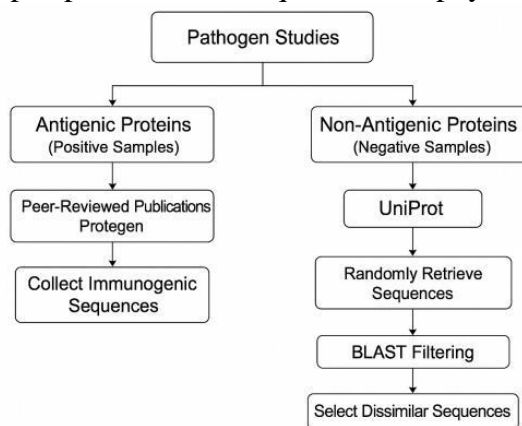 Pathogen Studies
Antigenic Proteins
(Positive Samples)
Non-Antigenic Proteins
(Negative Samples)
Peer-Reviewed Publications
Protegen
UniProt
Collect Immunogenic
Sequences
Randomly Retrieve
Sequences
BLAST Filtering
Select Dissimilar Sequences